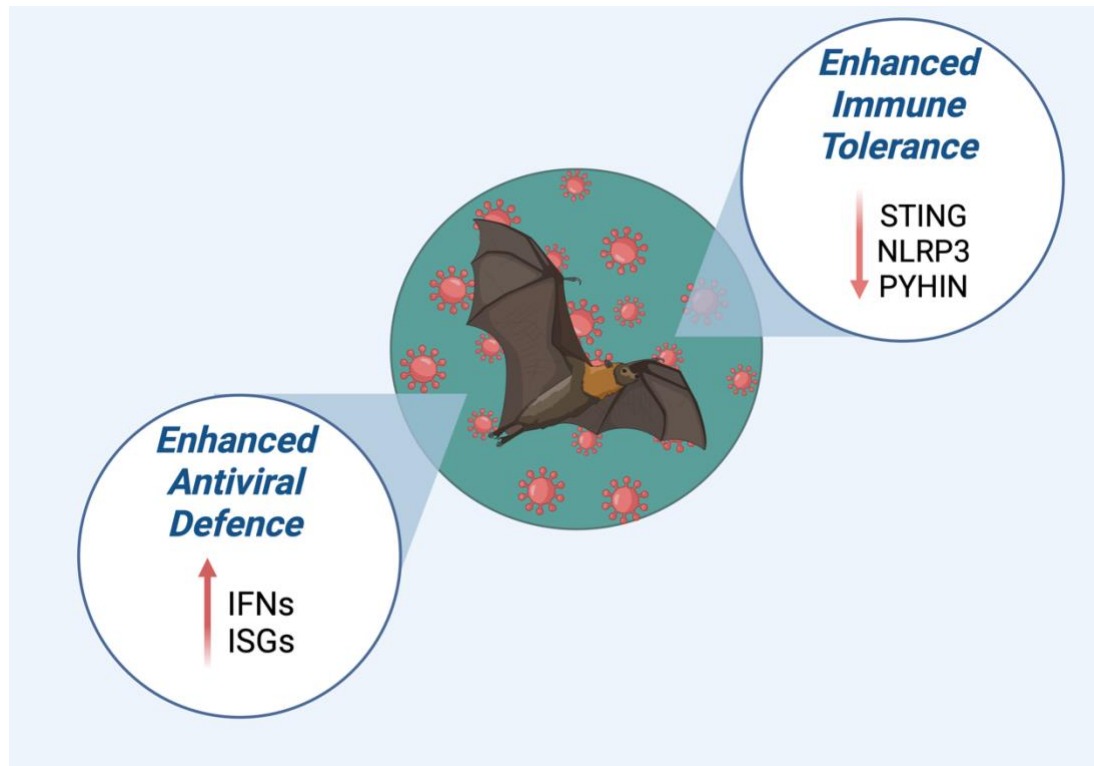 Enhanced
Immune
Tolerance
STING
NLRP3
PYHIN
Enhanced
Antiviral
Defence
IFNs
ISGs